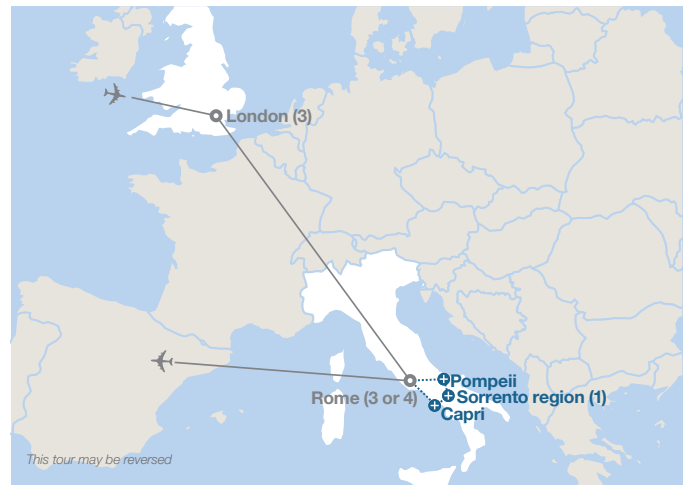 London (3)
Pompeii
Rome (3 or 4)
Sorrento region (1)
Capri
This tour may be reversed